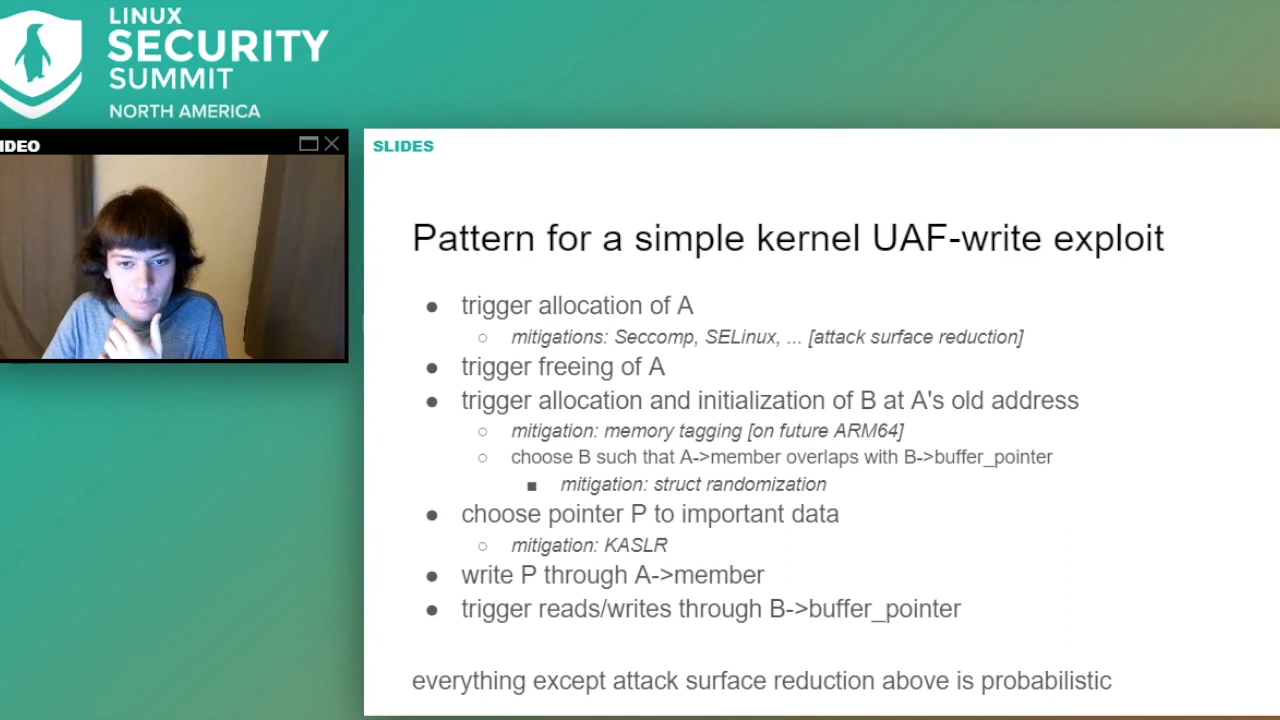 LINUX
SECURITY
SUMMIT
NORTH AMERICA
IDEO
SLIDES
Pattern for a simple kernel UAF-write exploit
● trigger allocation of A
○ mitigations: Seccomp, SELinux, ... [attack surface reduction]
● trigger freeing of A
● trigger allocation and initialization of B at A's old address
○ mitigation: memory tagging [on future ARM64]
○ choose B such that A->member overlaps with B->buffer_pointer
■ mitigation: struct randomization
● choose pointer P to important data
○ mitigation: KASLR
● write P through A->member
● trigger reads/writes through B->buffer_pointer
everything except attack surface reduction above is probabilistic